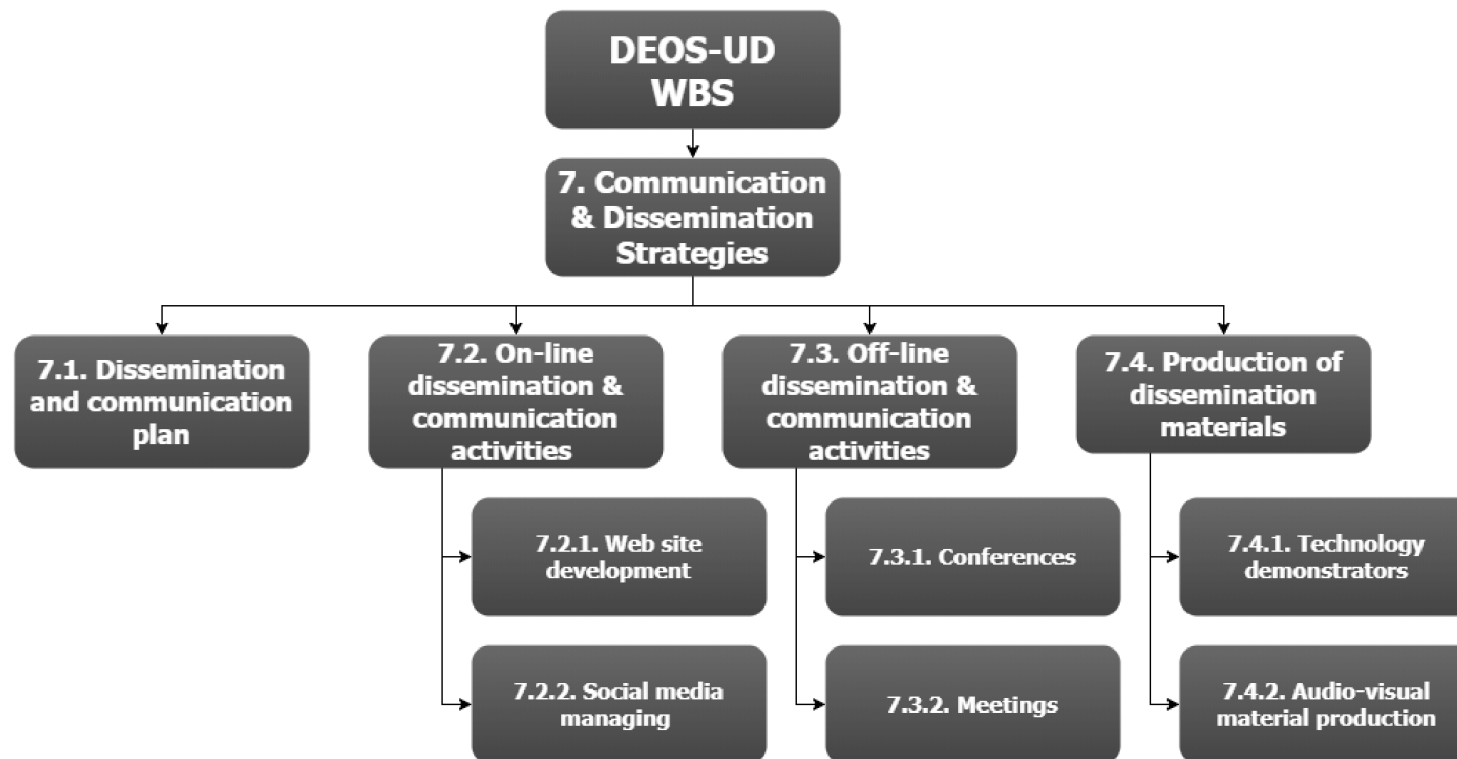 DEOS-UD
WBS
7. Communication
& Dissemination
Strategies
7.1. Dissemination
and communication
plan
7.2. On-line
dissemination &
communication
activities
7.3. Off-line
dissemination &
communication
activities
7.4. Production of
dissemination
materials
7.2.1. Web site
development
7.3.1. Conferences
7.4.1. Technology
demonstrators
7.2.2. Social media
managing
7.3.2. Meetings
7.4.2. Audio-visual
material production